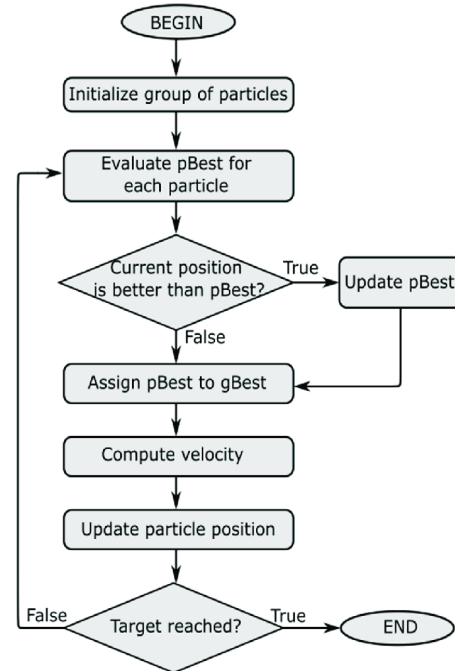 BEGIN
Initialize group of particles
Evaluate pBest for
each particle
Current position
is better than pBest?
True
Update pBest
False
Assign pBest to gBest
Compute velocity
Update particle position
False
Target reached?
True
END